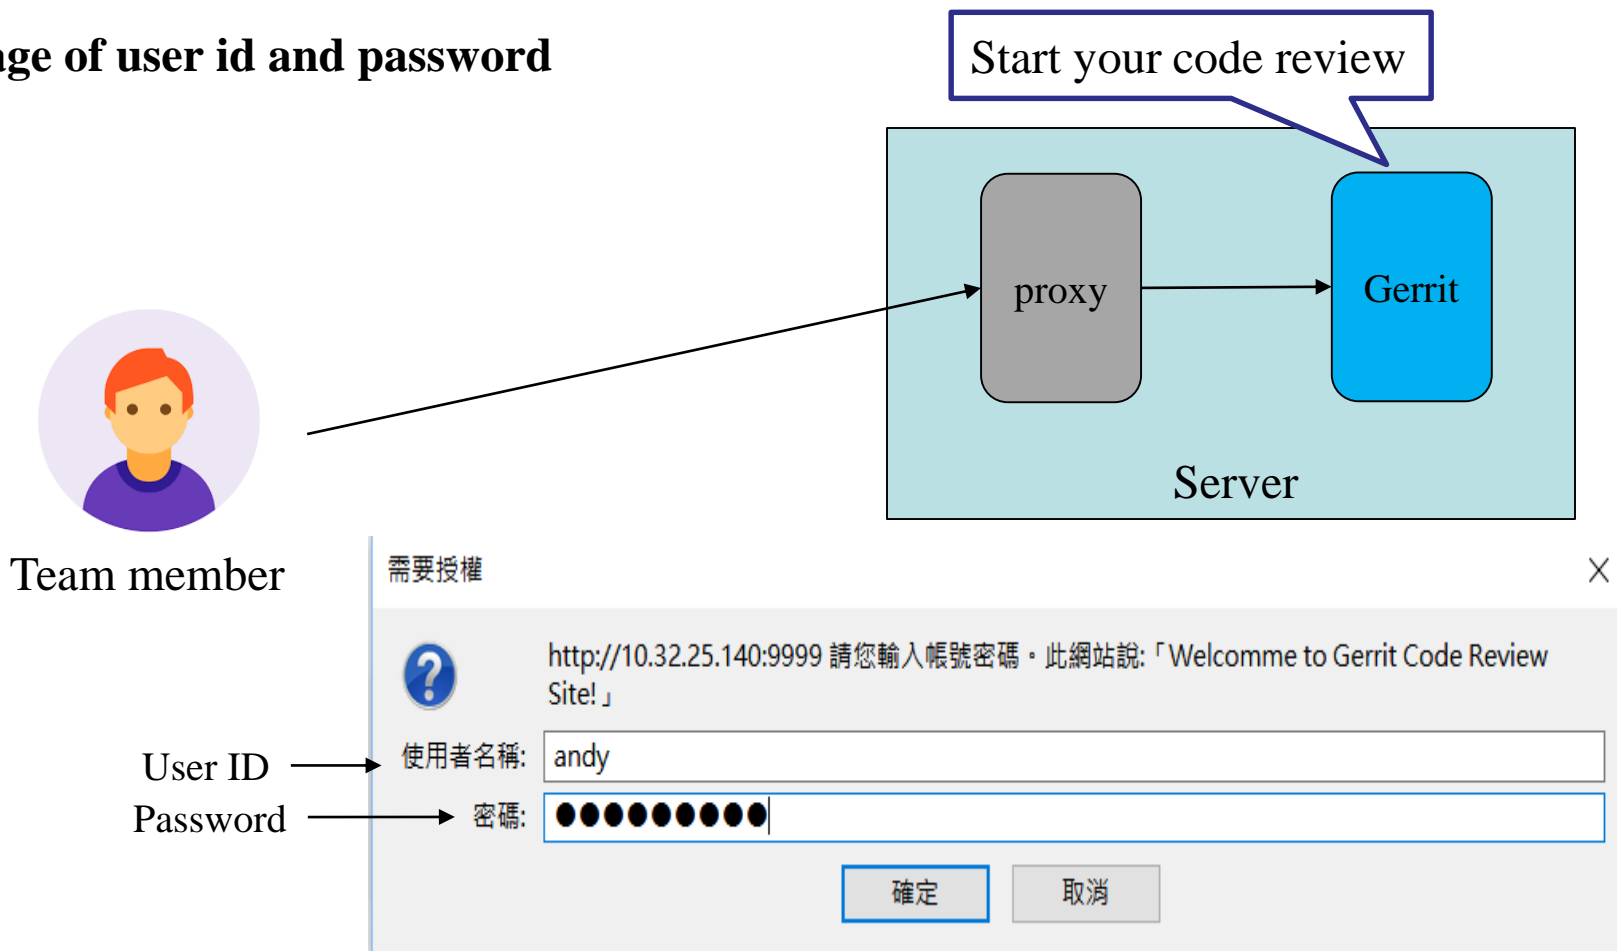 age of user id and password
Start your code review
proxy
Gerrit
Server
Team member
需要授權
http://10.32.25.140:9999 請您輸入帳號密碼。此網站說:「Welcomme to Gerrit Code Review
Site!」
User ID
使用者名稱:
andy
Password
密碼:
●●●●●●●●●
確定
取消